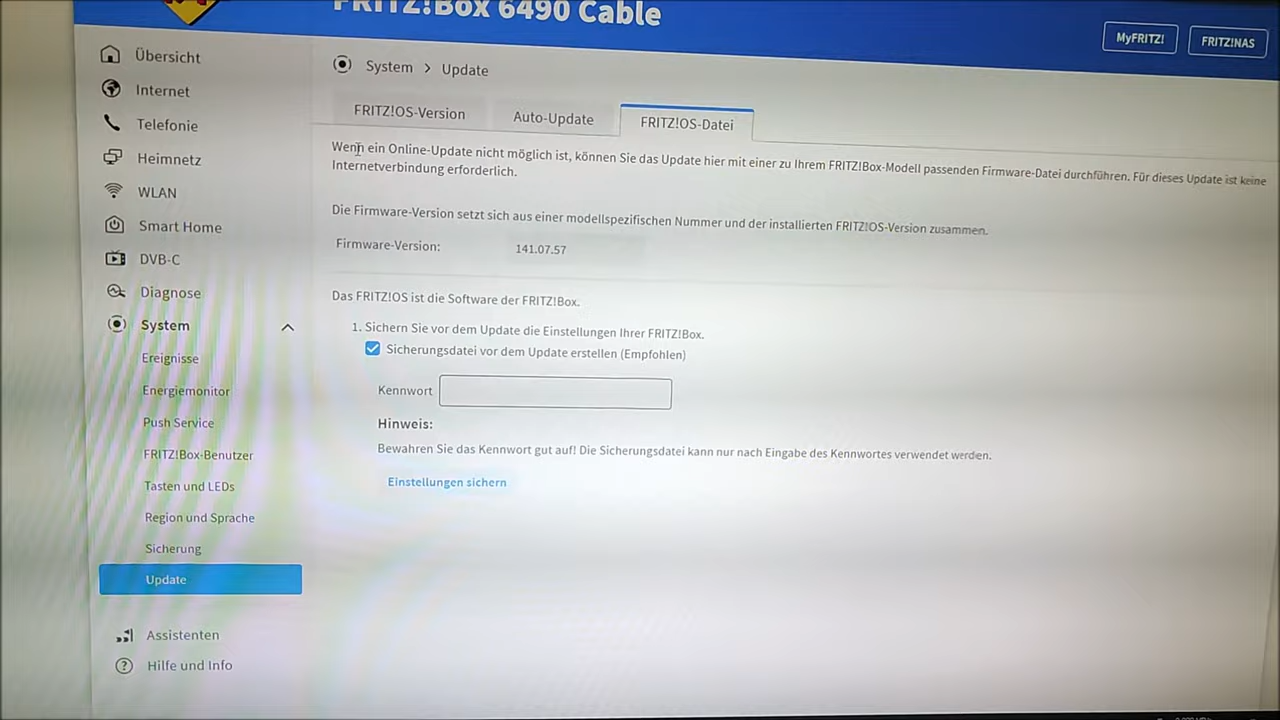 FRITZ!Box 6490 Cable
MyFRITZ!
FRITZ!NAS
Übersicht
Internet
Telefonie
Heimnetz
WLAN
Smart Home
DVB-C
Diagnose
System
Ereignisse
Energiemonitor
Push Service
FRITZ!Box-Benutzer
Tasten und LEDs
Region und Sprache
Sicherung
Update
Assistenten
Hilfe und Info
System > Update
FRITZ!OS-Version
Auto-Update
FRITZ!OS-Datei
Wenn ein Online-Update nicht möglich ist, können Sie das Update hier mit einer zu Ihrem FRITZ!Box-Modell passenden Firmware-Datei durchführen. Für dieses Update ist keine
Internetverbindung erforderlich.
Die Firmware-Version setzt sich aus einer modellspezifischen Nummer und der installierten FRITZ!OS-Version zusammen.
Firmware-Version: 141.07.57
Das FRITZ!OS ist die Software der FRITZ!Box.
1. Sichern Sie vor dem Update die Einstellungen Ihrer FRITZ!Box.
Sicherungsdatei vor dem Update erstellen (Empfohlen)
Kennwort
Hinweis:
Bewahren Sie das Kennwort gut auf! Die Sicherungsdatei kann nur nach Eingabe des Kennwortes verwendet werden.
Einstellungen sichern